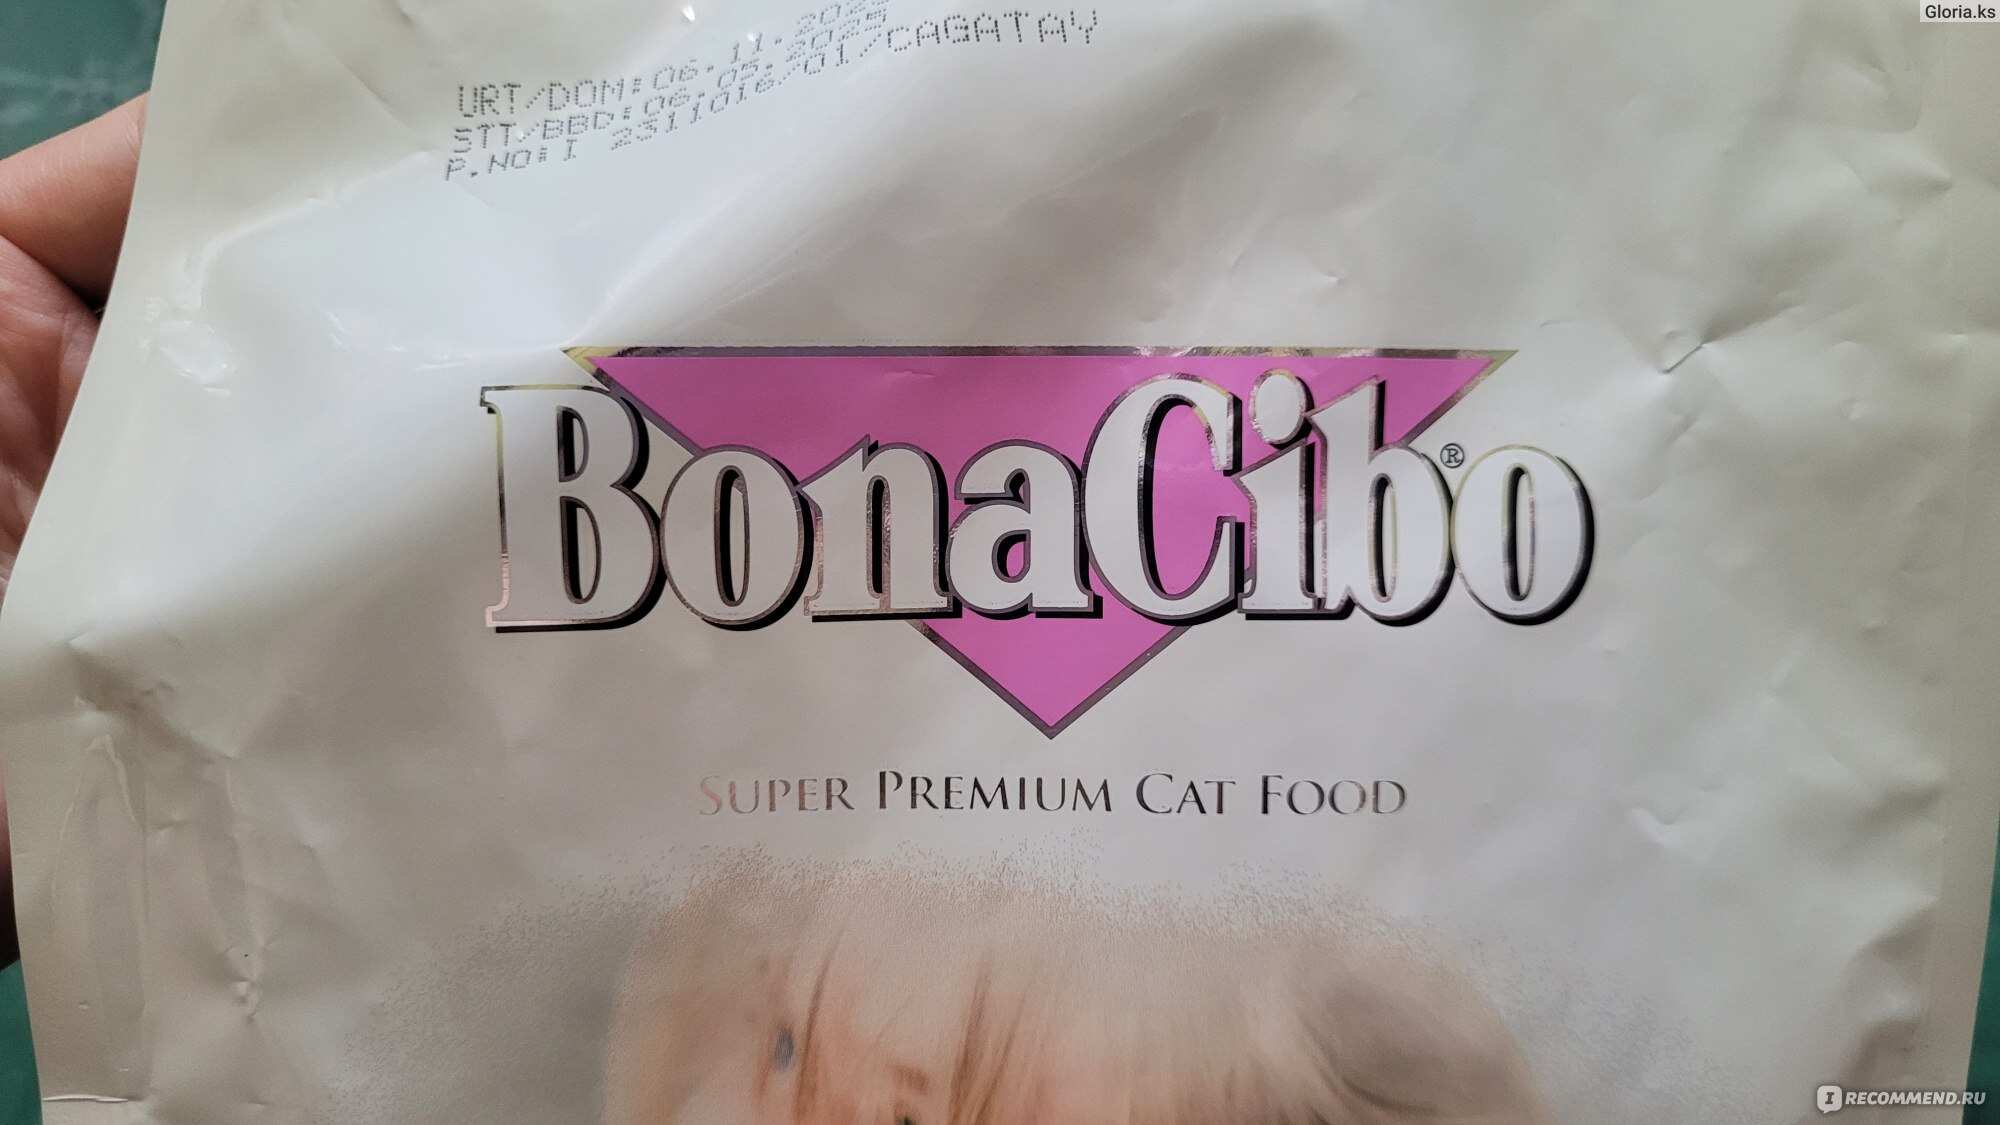 Gloria.ks
URT/DOM:06.11.2023
STT/BBD:06.05.2025
P.NO:I 2311016/01/CAGATAY
BonaCibo®
SUPER PREMIUM CAT FOOD
I RECOMMEND.RU